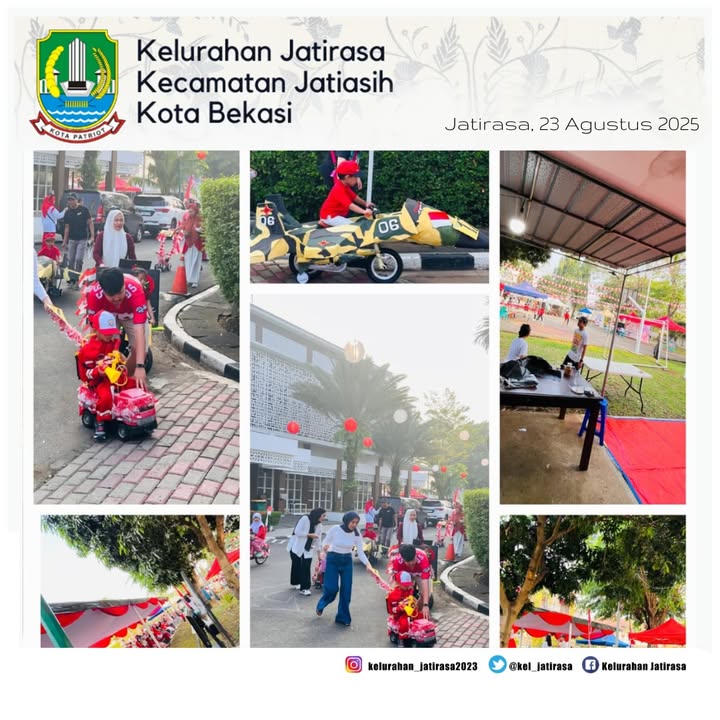 Kelurahan Jatirasa
Kecamatan Jatiasih
Kota Bekasi
KOTA PATRIOT
Jatirasa, 23 Agustus 2025
06
06
kelurahan_jatirasa2023
@kel_jatirasa
Kelurahan Jatirasa